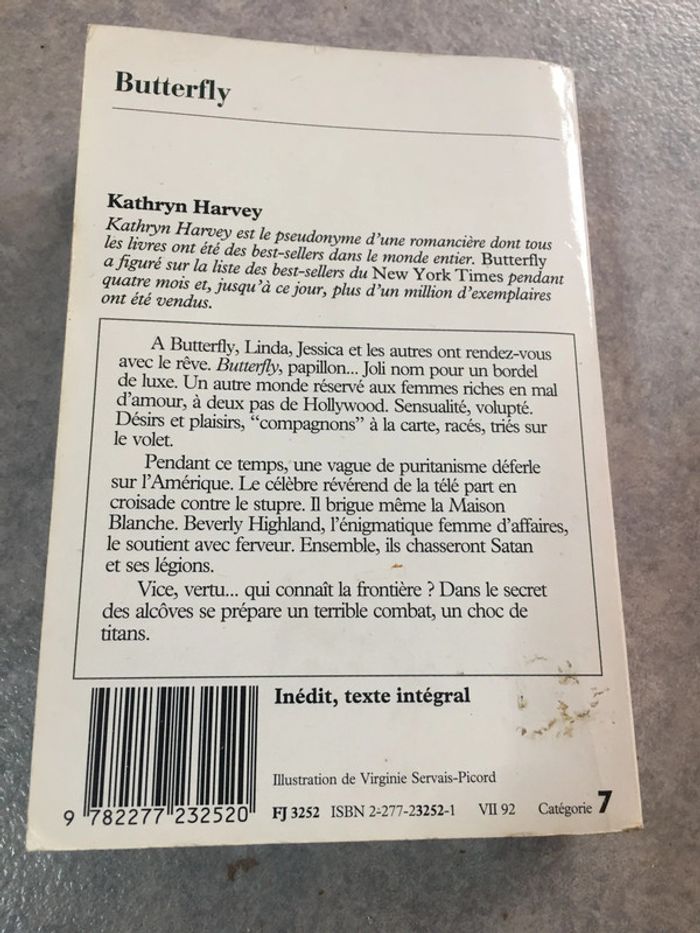 Butterfly
Kathryn Harvey
Kathryn Harvey est le pseudonyme d'une romancière dont tous
les livres ont été des best-sellers dans le monde entier. Butterfly
a figuré sur la liste des best-sellers du New York Times pendant
quatre mois et, jusqu'à ce jour, plus d'un million d'exemplaires
ont été vendus.
A Butterfly, Linda, Jessica et les autres ont rendez-vous
avec le rêve. Butterfly, papillon... Joli nom pour un bordel
de luxe. Un autre monde réservé aux femmes riches en mal
d'amour, à deux pas de Hollywood. Sensualité, volupté.
Désirs et plaisirs, “compagnons” à la carte, racés, triés sur
le volet.
Pendant ce temps, une vague de puritanisme déferle
sur l'Amérique. Le célèbre révérend de la télé part en
croisade contre le stupre. Il brigue même la Maison
Blanche. Beverly Highland, l'énigmatique femme d'affaires,
le soutient avec ferveur. Ensemble, ils chasseront Satan
et ses légions.
Vice, vertu... qui connaît la frontière ? Dans le secret
des alcôves se prépare un terrible combat, un choc de
titans.
Inédit, texte intégral
Illustration de Virginie Servais-Picord
9 782277 232520 FJ 3252 ISBN 2-277-23252-1 VII 92 Catégorie 7